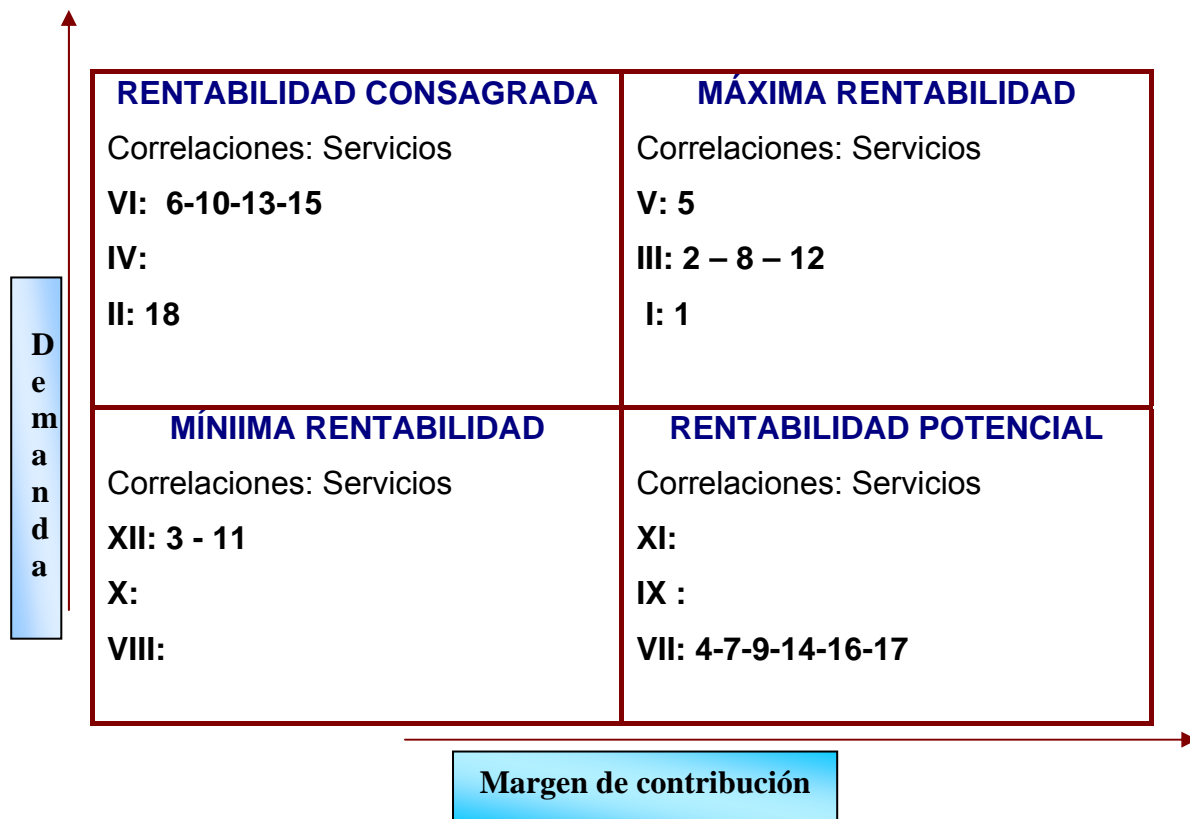 RENTABILIDAD CONSAGRADA
Correlaciones: Servicios
VI: 6-10-13-15
IV:
II: 18
MÁXIMA RENTABILIDAD
Correlaciones: Servicios
V: 5
III: 2 – 8 – 12
I: 1
Demanda
MÍNIIMA RENTABILIDAD
Correlaciones: Servicios
XII: 3 - 11
X:
VIII:
RENTABILIDAD POTENCIAL
Correlaciones: Servicios
XI:
IX :
VII: 4-7-9-14-16-17
Margen de contribución